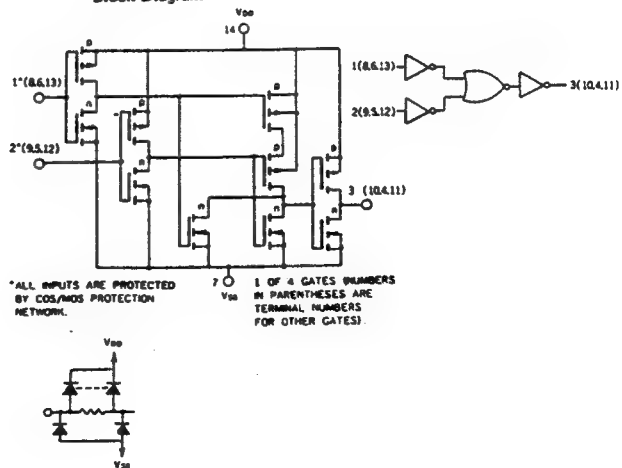 VDD
14
p
1*(8,6,13)
n
p
p
2*(9,5,12)
n
p
p
n
n
n
3 (10,4,11)
7
VSS
1(8,6,13)
2(9,5,12)
3(10,4,11)
*ALL INPUTS ARE PROTECTED
BY COS/MOS PROTECTION
NETWORK.
1 OF 4 GATES (NUMBERS
IN PARENTHESES ARE
TERMINAL NUMBERS
FOR OTHER GATES).
VDD
VSS